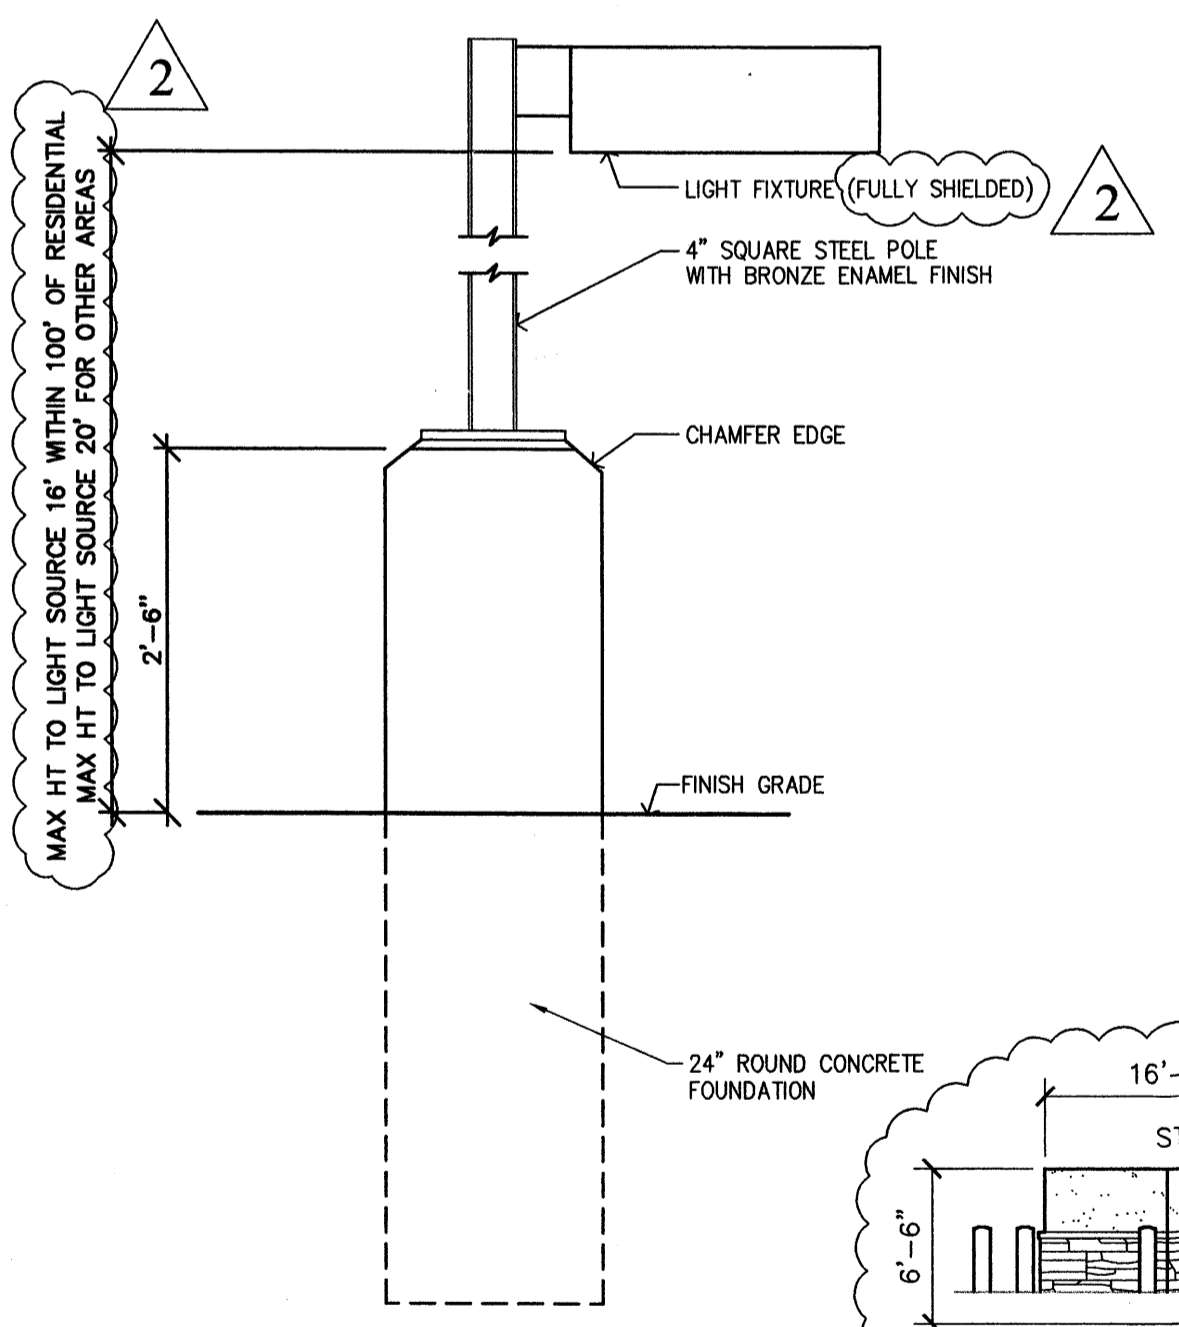 2
MAX HT TO LIGHT SOURCE 16' WITHIN 100' OF RESIDENTIAL
MAX HT TO LIGHT SOURCE 20' FOR OTHER AREAS
LIGHT FIXTURE (FULLY SHIELDED)
2
4" SQUARE STEEL POLE
WITH BRONZE ENAMEL FINISH
CHAMFER EDGE
2'-6"
FINISH GRADE
24" ROUND CONCRETE
FOUNDATION
16'-
ST
6'-6"